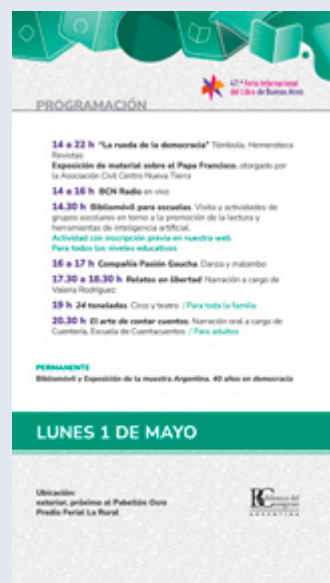 47.ª Feria Internacional
del Libro de Buenos Aires
PROGRAMACIÓN
14 a 22 h "La rueda de la democracia" Tómbola. Hemeroteca
Revistas
Exposición de material sobre el Papa Francisco, otorgado por
la Asociación Civil Centro Nueva Tierra
14 a 16 h BCN Radio en vivo
14.30 h Bibliomóvil para escuelas. Visita y actividades de
grupos escolares en torno a la promoción de la lectura y
herramientas de inteligencia artificial.
Actividad con inscripción previa en nuestra web
Para todos los niveles educativos
16 a 17 h Compañía Pasión Gaucha. Danza y malambo
17.30 a 18.30 h Relatos en libertad Narración a cargo de
Valeria Rodríguez
19 h 24 toneladas. Circo y teatro / Para toda la familia
20.30 h El arte de contar cuentos. Narración oral a cargo de
Cuentería, Escuela de Cuentacuentos / Para adultos
PERMANENTE
Bibliomóvil y Exposición de la muestra Argentina. 40 años en democracia
LUNES 1 DE MAYO
Ubicación:
exterior, próximo al Pabellón Ocre
Predio Ferial La Rural
Biblioteca del
Congreso
ARGENTINA